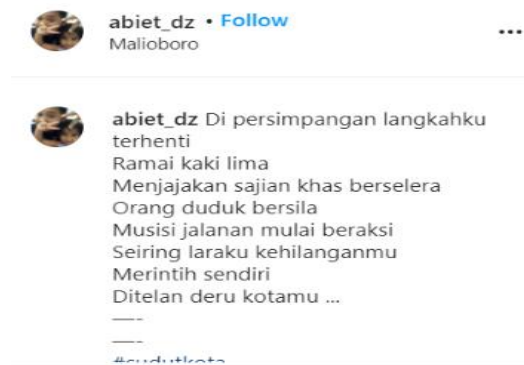 abiet_dz • Follow
Malioboro
abiet_dz Di persimpangan langkahku
terhenti
Ramai kaki lima
Menjajakan sajian khas berselera
Orang duduk bersila
Musisi jalanan mulai beraksi
Seiring laraku kehilanganmu
Merintih sendiri
Ditelan deru kotamu ...
—-
—-
#sudutkota